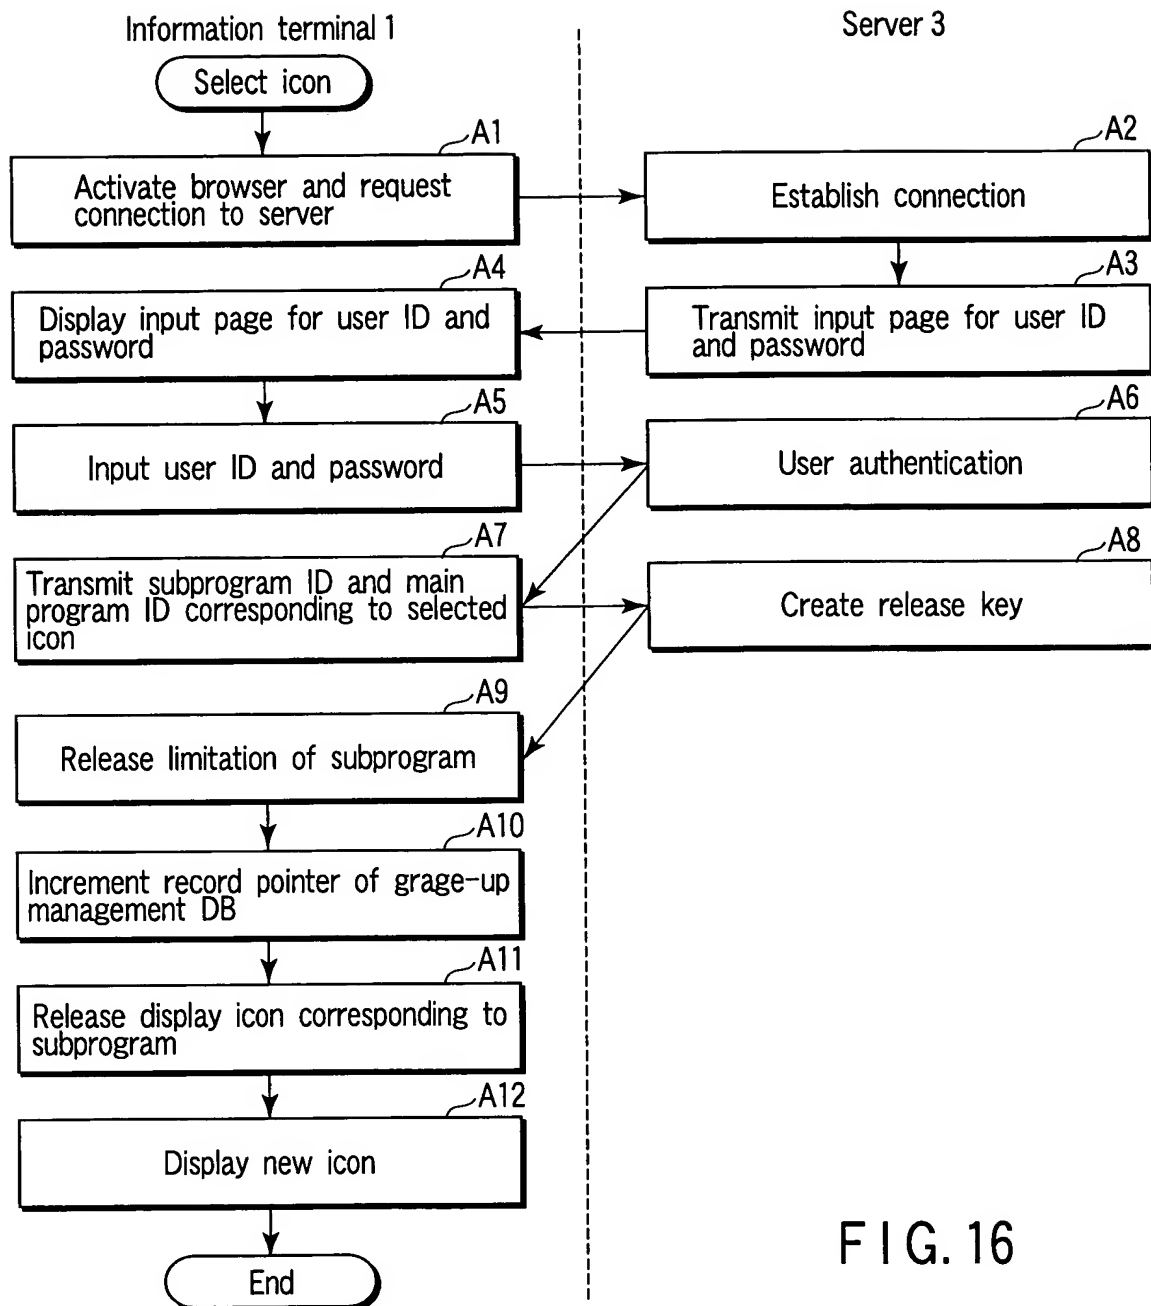 Information terminal 1
Server 3
Select icon
A1
Activate browser and request
connection to server
A2
Establish connection
A4
Display input page for user ID and
password
A3
Transmit input page for user ID
and password
A5
Input user ID and password
A6
User authentication
A7
Transmit subprogram ID and main
program ID corresponding to selected
icon
A8
Create release key
A9
Release limitation of subprogram
A10
Increment record pointer of grage-up
management DB
A11
Release display icon corresponding to
subprogram
A12
Display new icon
End
FIG. 16